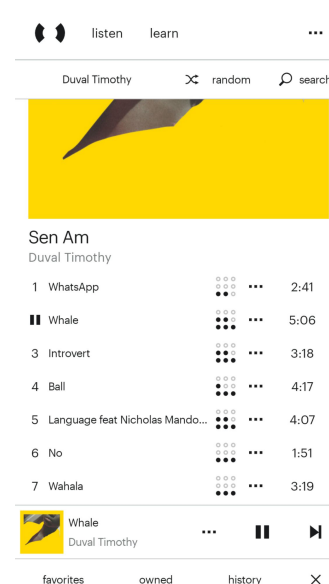 listen learn
Duval Timothy random search
Sen Am
Duval Timothy
1 WhatsApp 2:41
Whale 5:06
3 Introvert 3:18
4 Ball 4:17
5 Language feat Nicholas Mando... 4:07
6 No 1:51
7 Wahala 3:19
Whale
Duval Timothy
favorites owned history